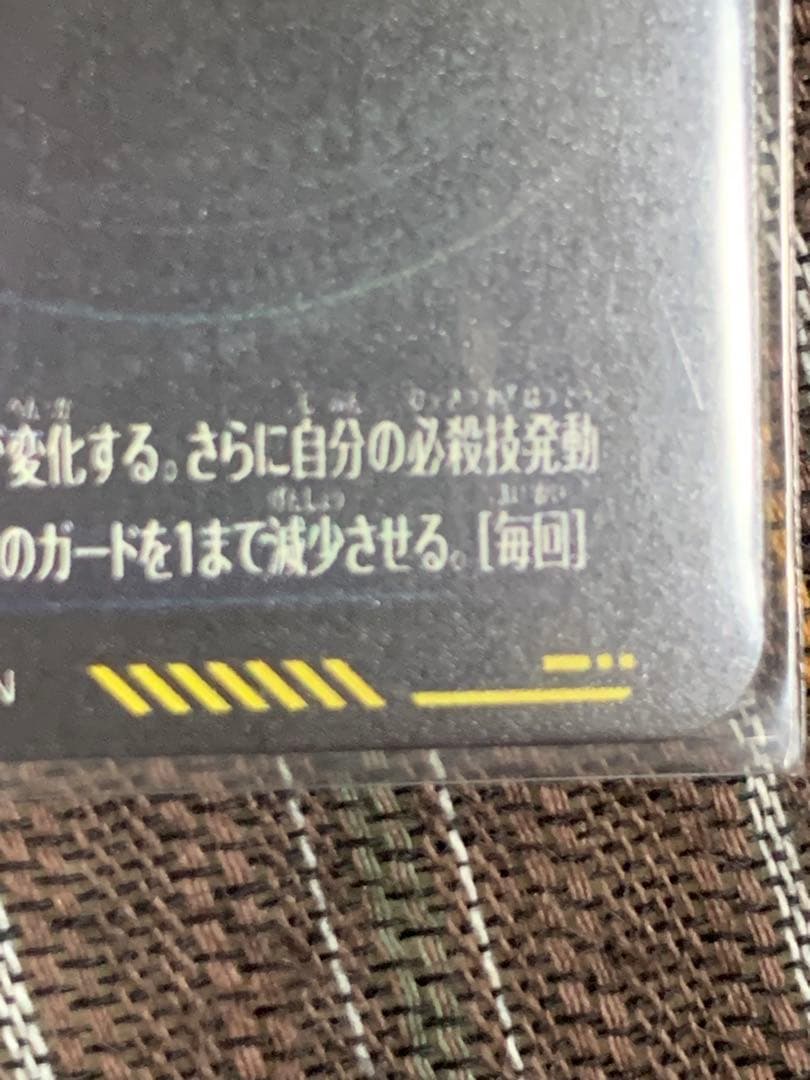 変化する。さらに自分の必殺技発動
のガードを1まで減少させる。[毎回]
N